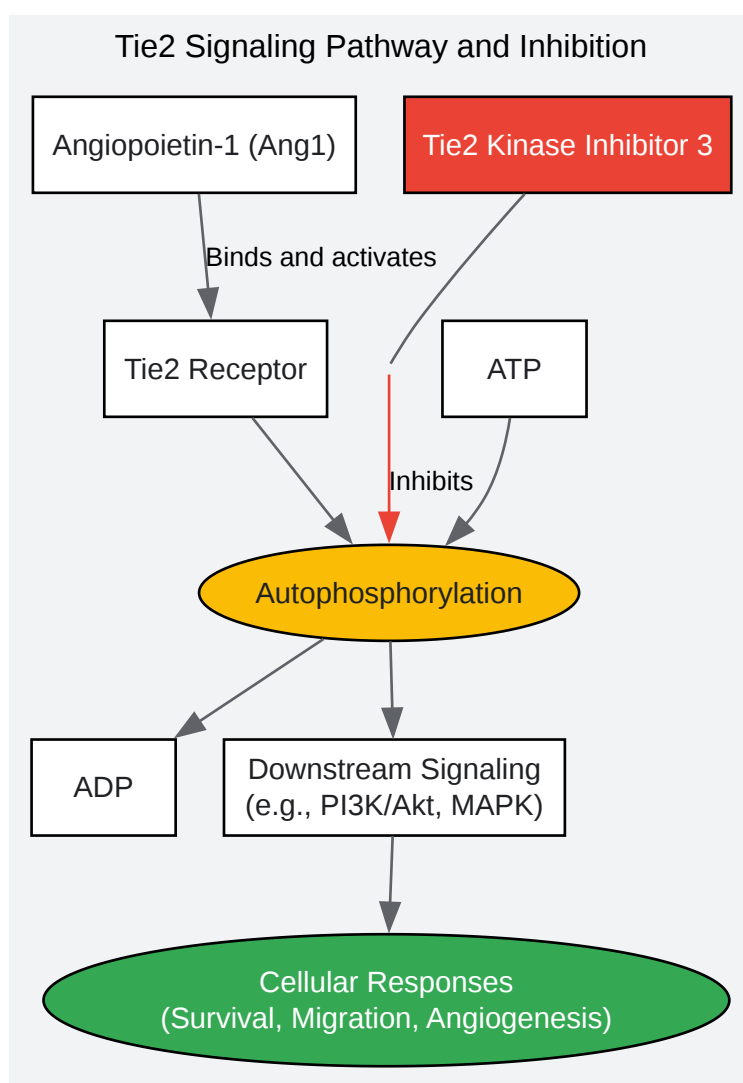 Tie2 Signaling Pathway and Inhibition
Angiopoietin-1 (Ang1)
Tie2 Kinase Inhibitor 3
Binds and activates
Tie2 Receptor
ATP
Inhibits
Autophosphorylation
ADP
Downstream Signaling
(e.g., PI3K/Akt, MAPK)
Cellular Responses
(Survival, Migration, Angiogenesis)